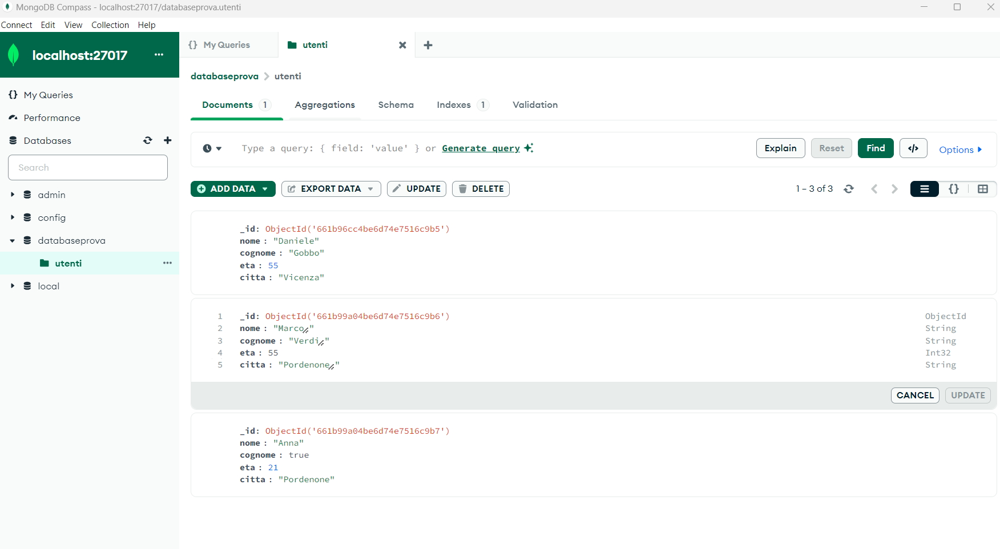 MongoDB Compass - localhost:27017/databaseprova.utenti
Connect Edit View Collection Help
localhost:27017 ...
My Queries
Performance
Databases
Search
admin
config
databaseprova
utenti ...
local
{} My Queries
utenti
databaseprova > utenti
Documents 1 Aggregations Schema Indexes 1 Validation
Type a query: { field: 'value' } or Generate query
Explain Reset Find </> Options
ADD DATA EXPORT DATA UPDATE DELETE
1 – 3 of 3 {}
_id: ObjectId('661b96cc4be6d74e7516c9b5')
nome : "Daniele"
cognome : "Gobbo"
eta : 55
citta : "Vicenza"
1 _id: ObjectId('661b99a04be6d74e7516c9b6') ObjectId
2 nome : "Marco" String
3 cognome : "Verdi" String
4 eta : 55 Int32
5 citta : "Pordenone" String
CANCEL UPDATE
_id: ObjectId('661b99a04be6d74e7516c9b7')
nome : "Anna"
cognome : true
eta : 21
citta : "Pordenone"